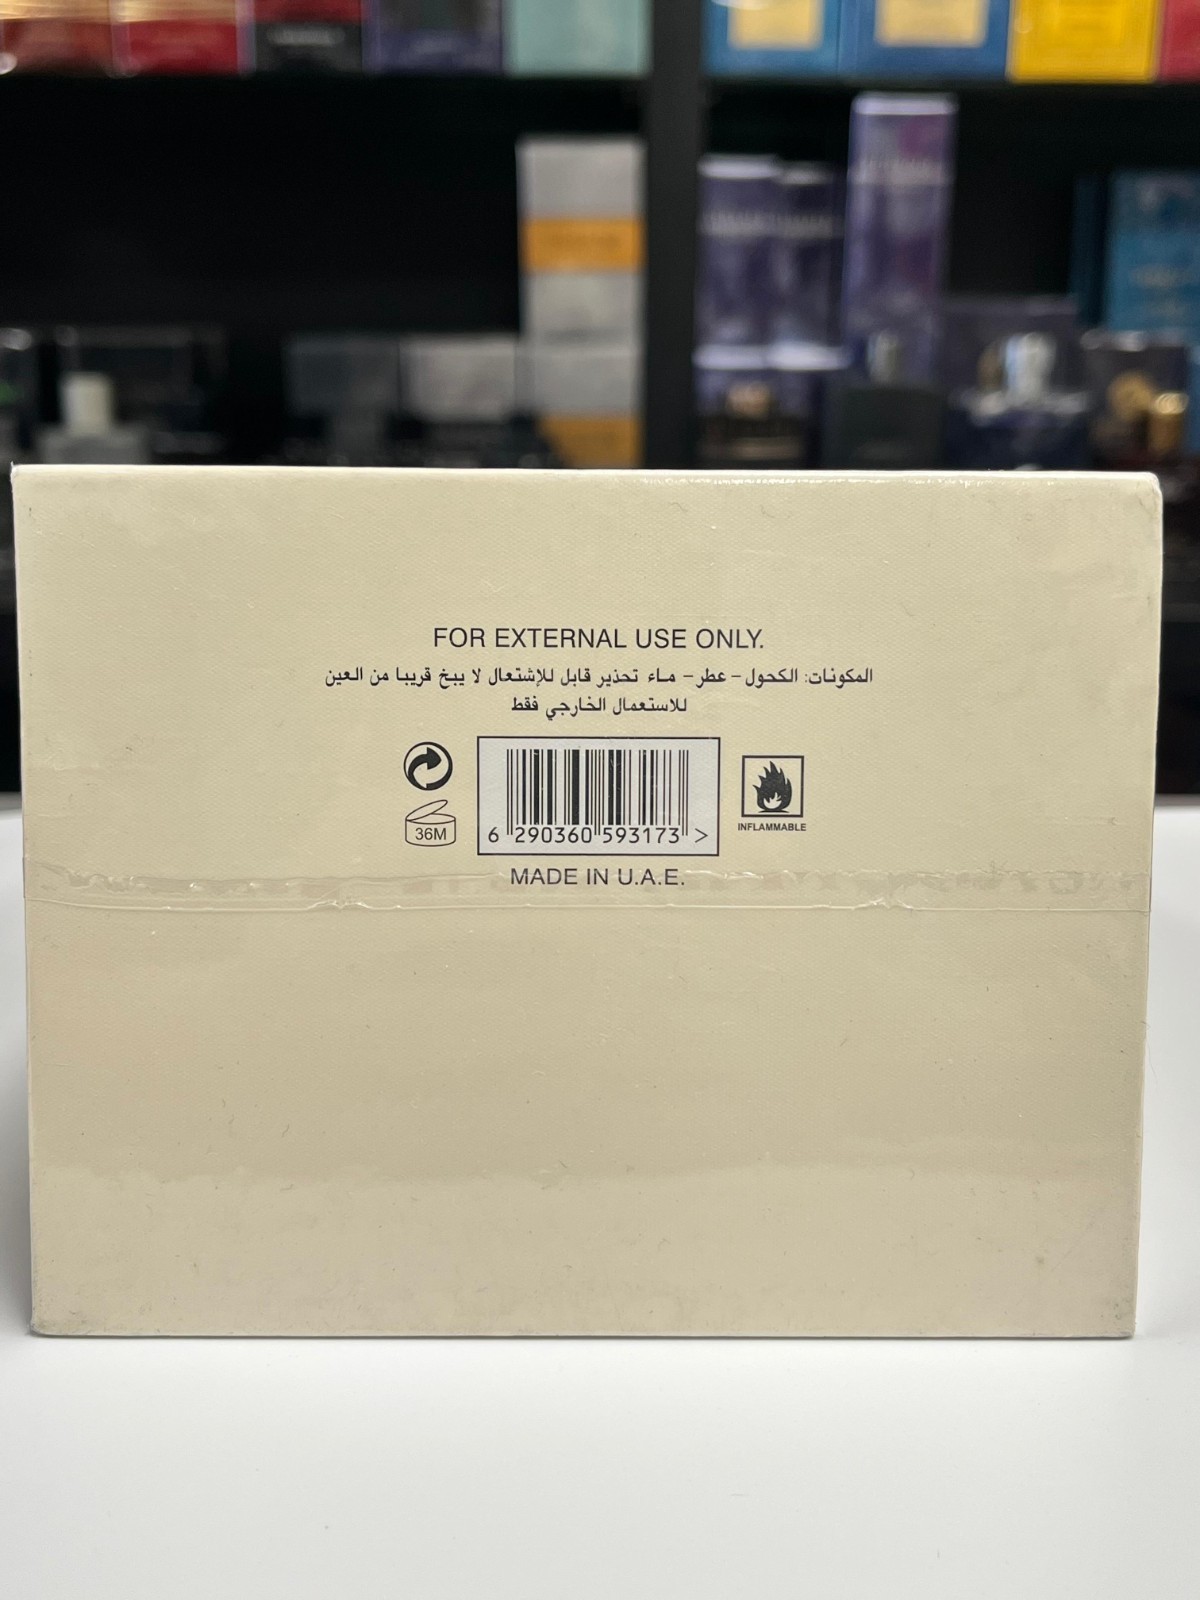 FOR EXTERNAL USE ONLY.
المكونات: الكحول - عطر - ماء تحذير قابل للإشتعال لا يبخ قريبا من العين
للاستعمال الخارجي فقط
36M
6 290360 593173 >
INFLAMMABLE
MADE IN U.A.E.